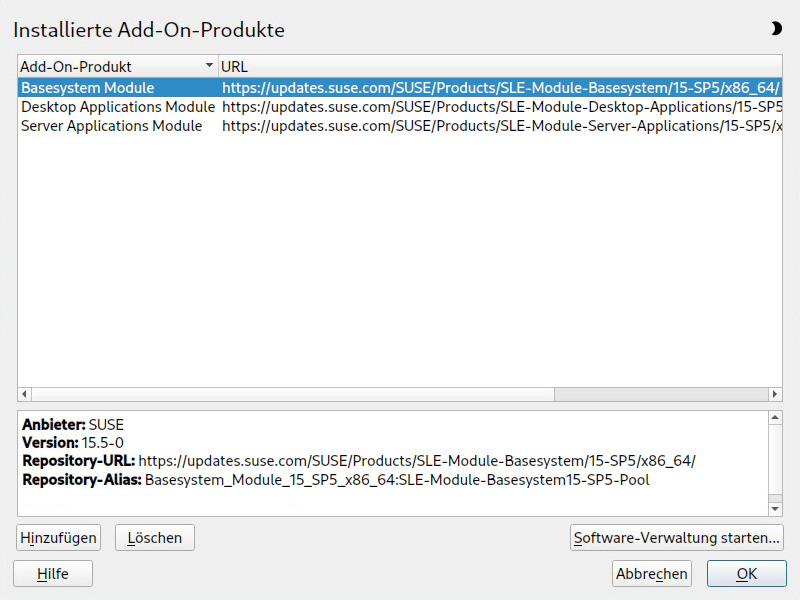 Installierte Add-On-Produkte
Add-On-Produkt URL
Basesystem Module https://updates.suse.com/SUSE/Products/SLE-Module-Basesystem/15-SP5/x86_64/
Desktop Applications Module https://updates.suse.com/SUSE/Products/SLE-Module-Desktop-Applications/15-SP5
Server Applications Module https://updates.suse.com/SUSE/Products/SLE-Module-Server-Applications/15-SP5/x
Anbieter: SUSE
Version: 15.5-0
Repository-URL: https://updates.suse.com/SUSE/Products/SLE-Module-Basesystem/15-SP5/x86_64/
Repository-Alias: Basesystem_Module_15_SP5_x86_64:SLE-Module-Basesystem15-SP5-Pool
Hinzufügen Löschen Software-Verwaltung starten...
Hilfe Abbrechen OK